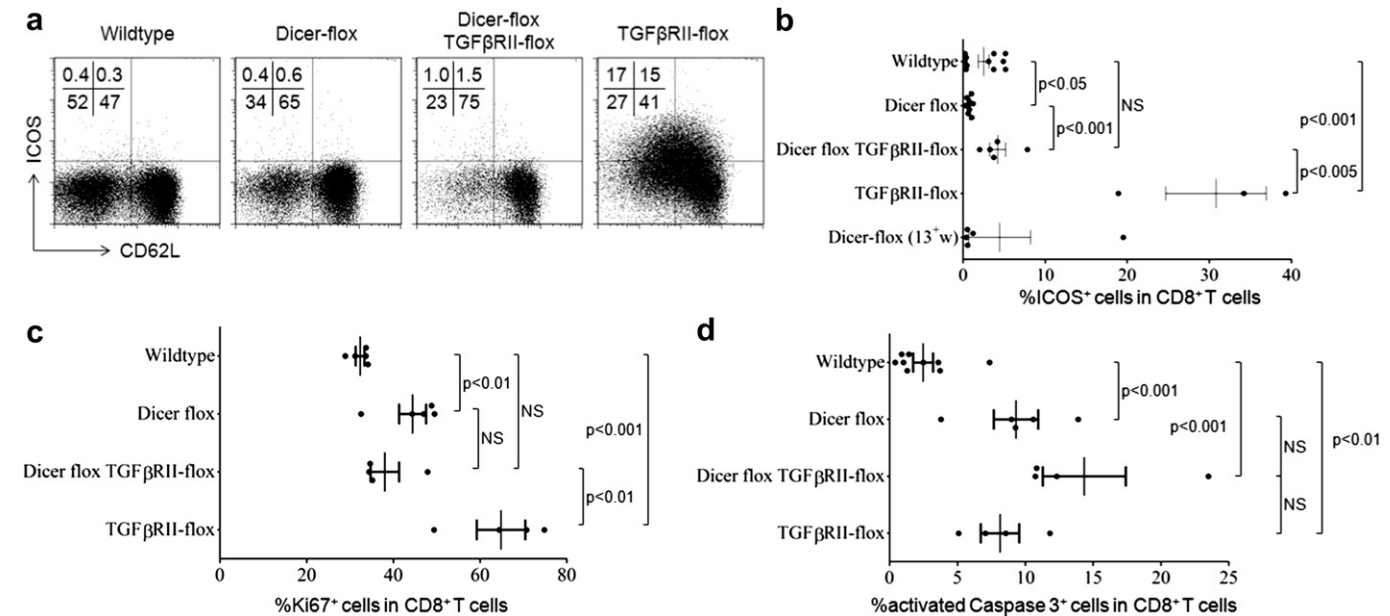 a
Wildtype
Dicer-flox
Dicer-flox
TGFβRII-flox
TGFβRII-flox
0.4 0.3
52 47
0.4 0.6
34 65
1.0 1.5
23 75
17 15
27 41
ICOS
CD62L
b
Wildtype
Dicer flox
Dicer flox TGFβRII-flox
TGFβRII-flox
Dicer-flox (13⁺w)
p<0.05
p<0.001
NS
p<0.001
p<0.005
0 10 20 30 40
%ICOS⁺ cells in CD8⁺ T cells
c
Wildtype
Dicer flox
Dicer flox TGFβRII-flox
TGFβRII-flox
p<0.01
NS
NS
p<0.001
p<0.01
0 20 40 60 80
%Ki67⁺ cells in CD8⁺ T cells
d
Wildtype
Dicer flox
Dicer flox TGFβRII-flox
TGFβRII-flox
p<0.001
p<0.001
NS
NS
p<0.01
0 5 10 15 20 25
%activated Caspase 3⁺ cells in CD8⁺ T cells